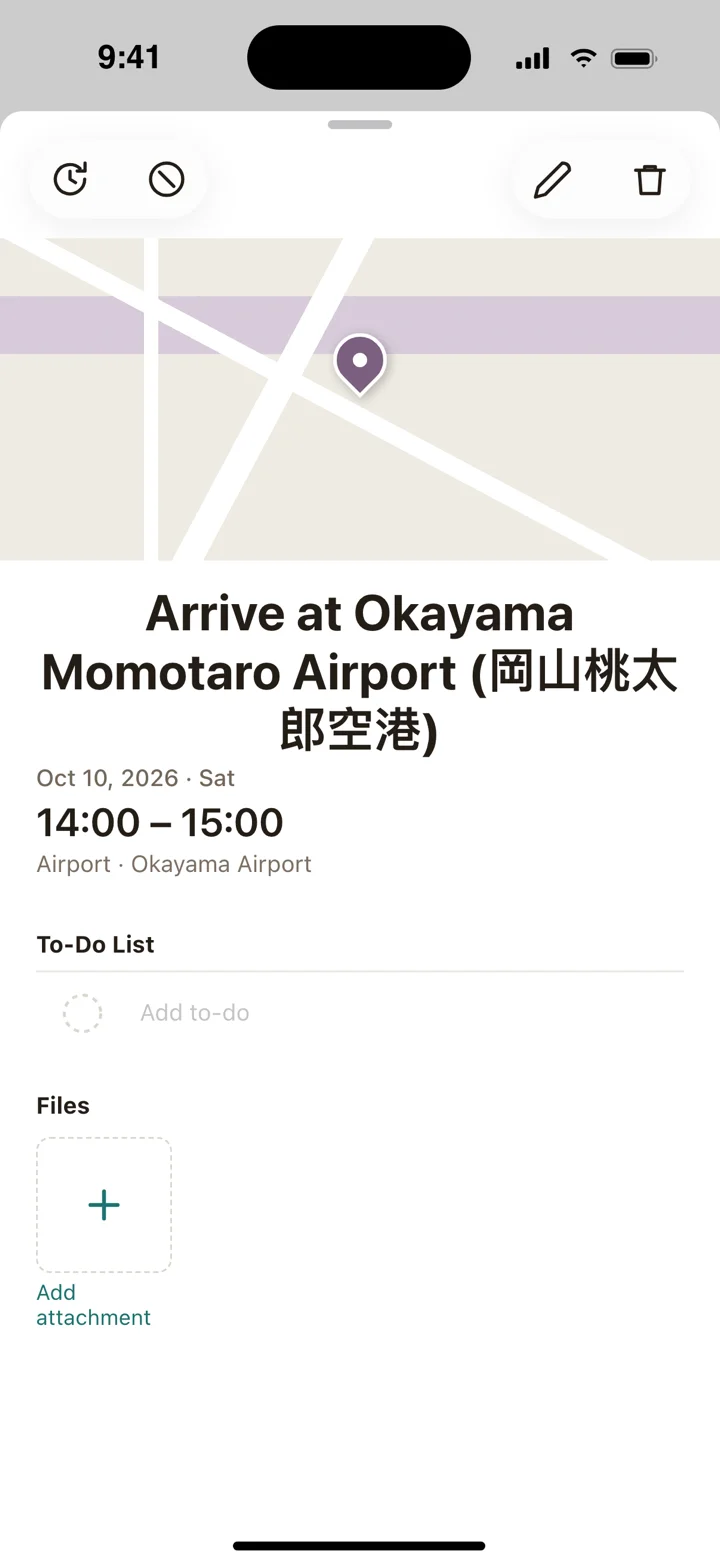 9:41
Arrive at Okayama
Momotaro Airport (岡山桃太
郎空港)
Oct 10, 2026 · Sat
14:00 – 15:00
Airport · Okayama Airport
To-Do List
Add to-do
Files
Add
attachment